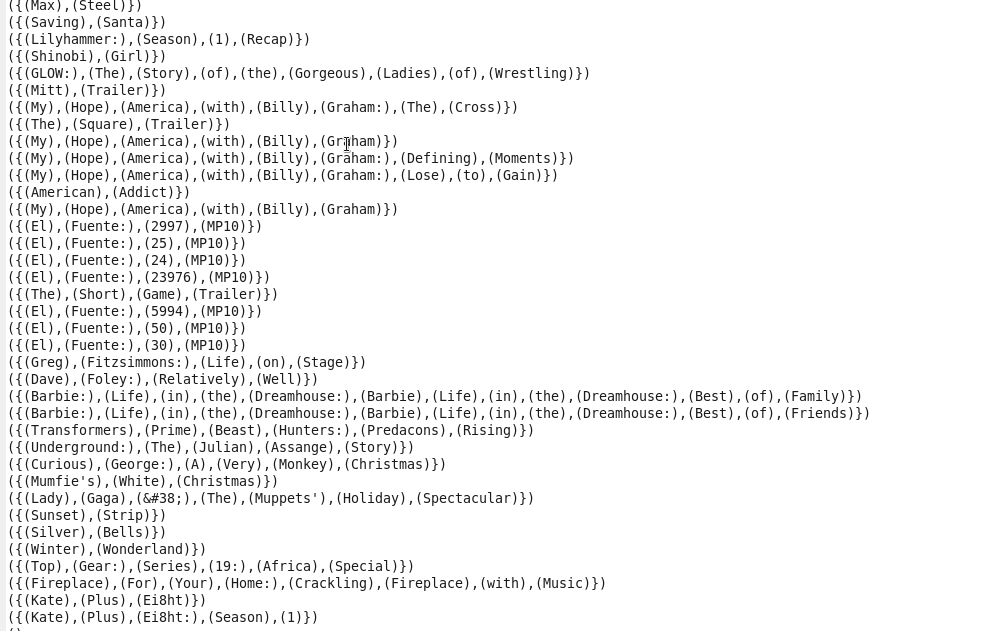 ({(Max),(Steel)})
({(Saving),(Santa)})
({(Lilyhammer:),(Season),(1),(Recap)})
({(Shinobi),(Girl)})
({(GLOW:),(The),(Story),(of),(the),(Gorgeous),(Ladies),(of),(Wrestling)})
({(Mitt),(Trailer)})
({(My),(Hope),(America),(with),(Billy),(Graham:),(The),(Cross)})
({(The),(Square),(Trailer)})
({(My),(Hope),(America),(with),(Billy),(Graham)})
({(My),(Hope),(America),(with),(Billy),(Graham:),(Defining),(Moments)})
({(My),(Hope),(America),(with),(Billy),(Graham:),(Lose),(to),(Gain)})
({(American),(Addict)})
({(My),(Hope),(America),(with),(Billy),(Graham)})
({(El),(Fuente:),(2997),(MP10)})
({(El),(Fuente:),(25),(MP10)})
({(El),(Fuente:),(24),(MP10)})
({(El),(Fuente:),(23976),(MP10)})
({(The),(Short),(Game),(Trailer)})
({(El),(Fuente:),(5994),(MP10)})
({(El),(Fuente:),(50),(MP10)})
({(El),(Fuente:),(30),(MP10)})
({(Greg),(Fitzsimmons:),(Life),(on),(Stage)})
({(Dave),(Foley:),(Relatively),(Well)})
({(Barbie:),(Life),(in),(the),(Dreamhouse:),(Barbie),(Life),(in),(the),(Dreamhouse:),(Best),(of),(Family)})
({(Barbie:),(Life),(in),(the),(Dreamhouse:),(Barbie),(Life),(in),(the),(Dreamhouse:),(Best),(of),(Friends)})
({(Transformers),(Prime),(Beast),(Hunters:),(Predacons),(Rising)})
({(Underground:),(The),(Julian),(Assange),(Story)})
({(Curious),(George:),(A),(Very),(Monkey),(Christmas)})
({(Mumfie's),(White),(Christmas)})
({(Lady),(Gaga),(&#38;),(The),(Muppets'),(Holiday),(Spectacular)})
({(Sunset),(Strip)})
({(Silver),(Bells)})
({(Winter),(Wonderland)})
({(Top),(Gear:),(Series),(19:),(Africa),(Special)})
({(Fireplace),(For),(Your),(Home:),(Crackling),(Fireplace),(with),(Music)})
({(Kate),(Plus),(Ei8ht)})
({(Kate),(Plus),(Ei8ht:),(Season),(1)})